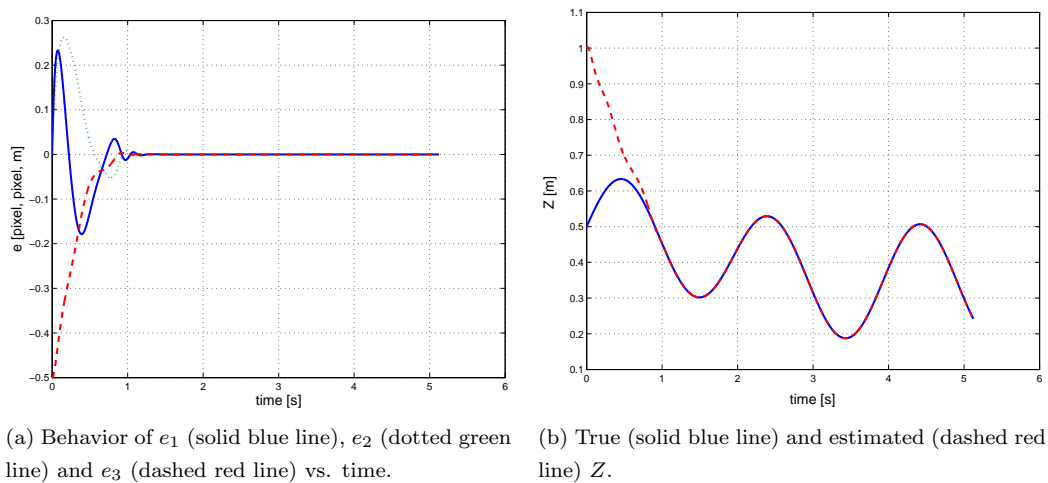 0.3
0.2
0.1
0
−0.1
−0.2
−0.3
−0.4
−0.5
e [pixel, pixel, m]
0 1 2 3 4 5 6
time [s]
1.1
1
0.9
0.8
0.7
0.6
0.5
0.4
0.3
0.2
0.1
Z [m]
0 1 2 3 4 5 6
time [s]
(a) Behavior of e₁ (solid blue line), e₂ (dotted green
line) and e₃ (dashed red line) vs. time.
(b) True (solid blue line) and estimated (dashed red
line) Z.